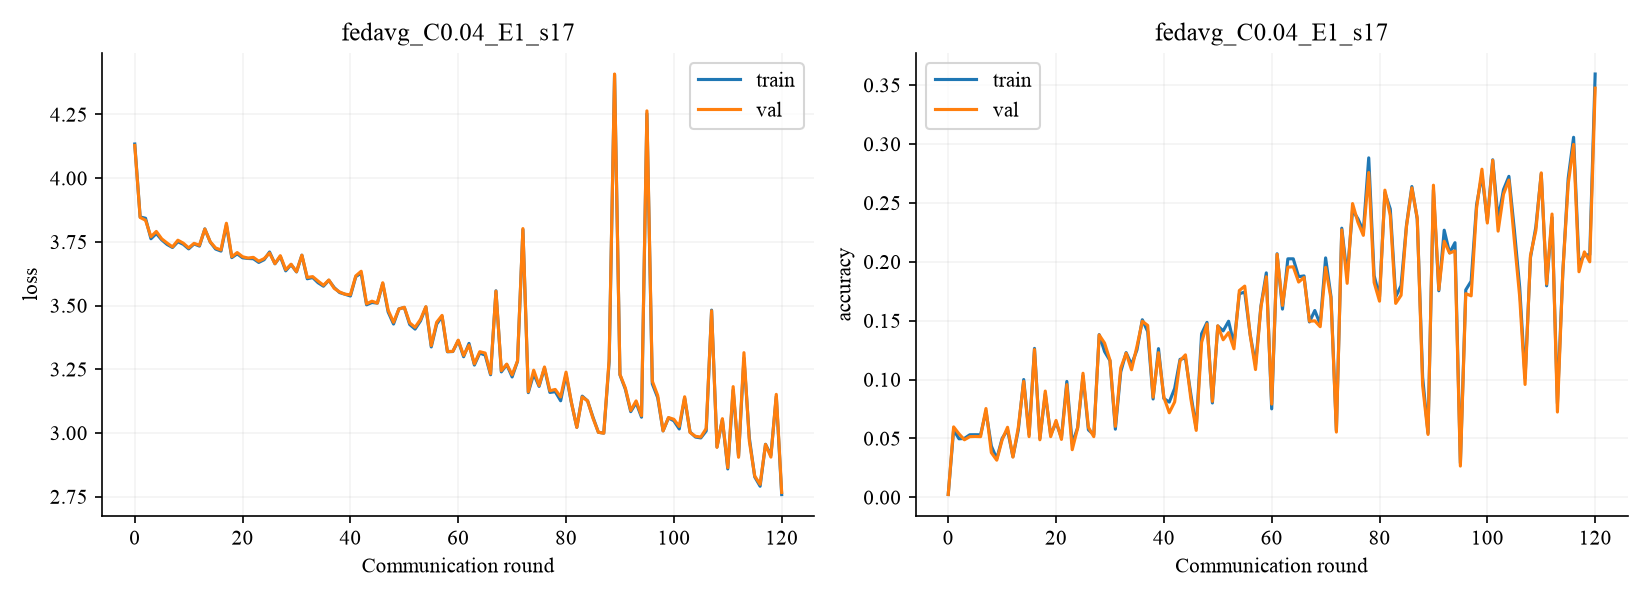 fedavg_C0.04_E1_s17
train
val
4.25
4.00
3.75
3.50
3.25
3.00
2.75
loss
0 20 40 60 80 100 120
Communication round
fedavg_C0.04_E1_s17
train
val
0.35
0.30
0.25
0.20
0.15
0.10
0.05
0.00
accuracy
0 20 40 60 80 100 120
Communication round